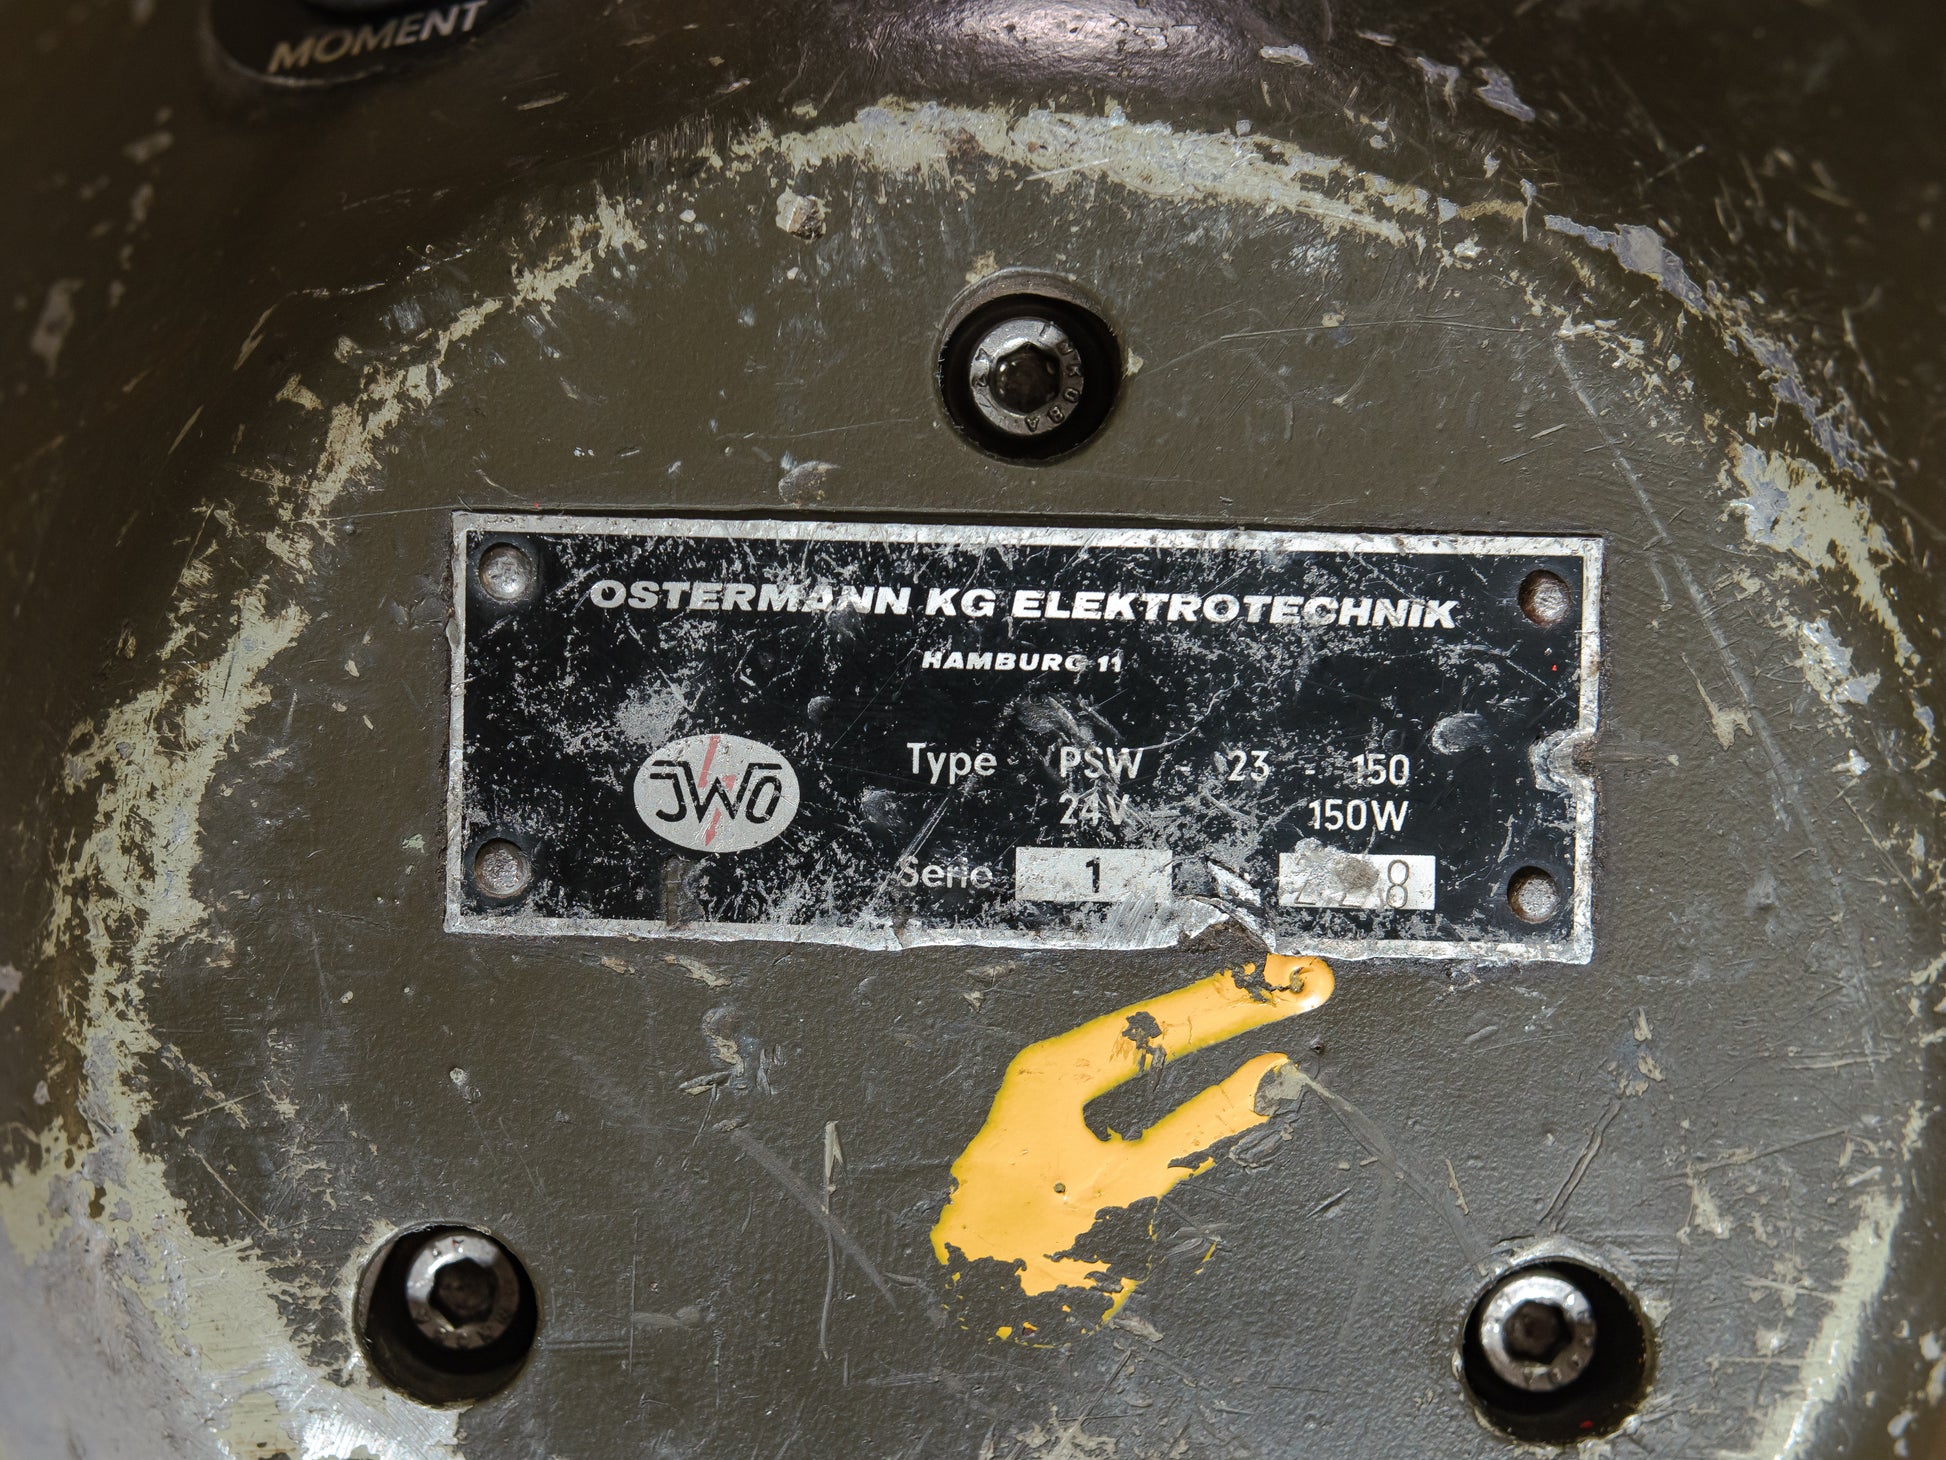 MOMENT
OSTERMANN KG ELEKTROTECHNIK
HAMBURG 11
JWO
Type PSW - 23 - 150
24V 150W
Serie 1